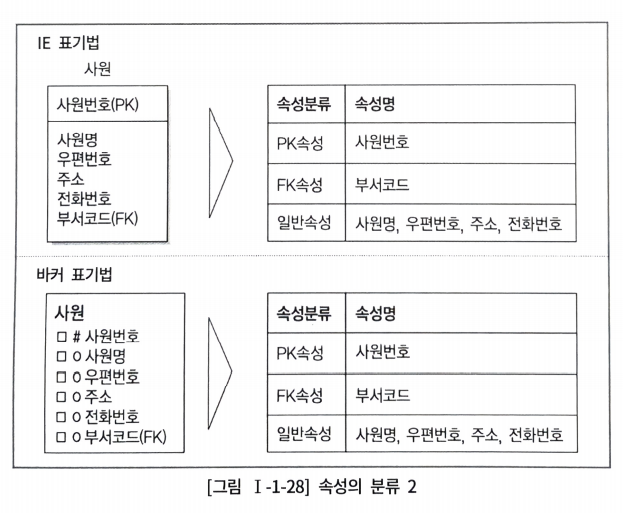 IE 표기법
사원
사원번호(PK)
사원명
우편번호
주소
전화번호
부서코드(FK)
속성분류 속성명
PK속성 사원번호
FK속성 부서코드
일반속성 사원명, 우편번호, 주소, 전화번호
바커 표기법
사원
□ # 사원번호
□ o 사원명
□ o 우편번호
□ o 주소
□ o 전화번호
□ o 부서코드(FK)
속성분류 속성명
PK속성 사원번호
FK속성 부서코드
일반속성 사원명, 우편번호, 주소, 전화번호
[그림 Ⅰ-1-28] 속성의 분류 2